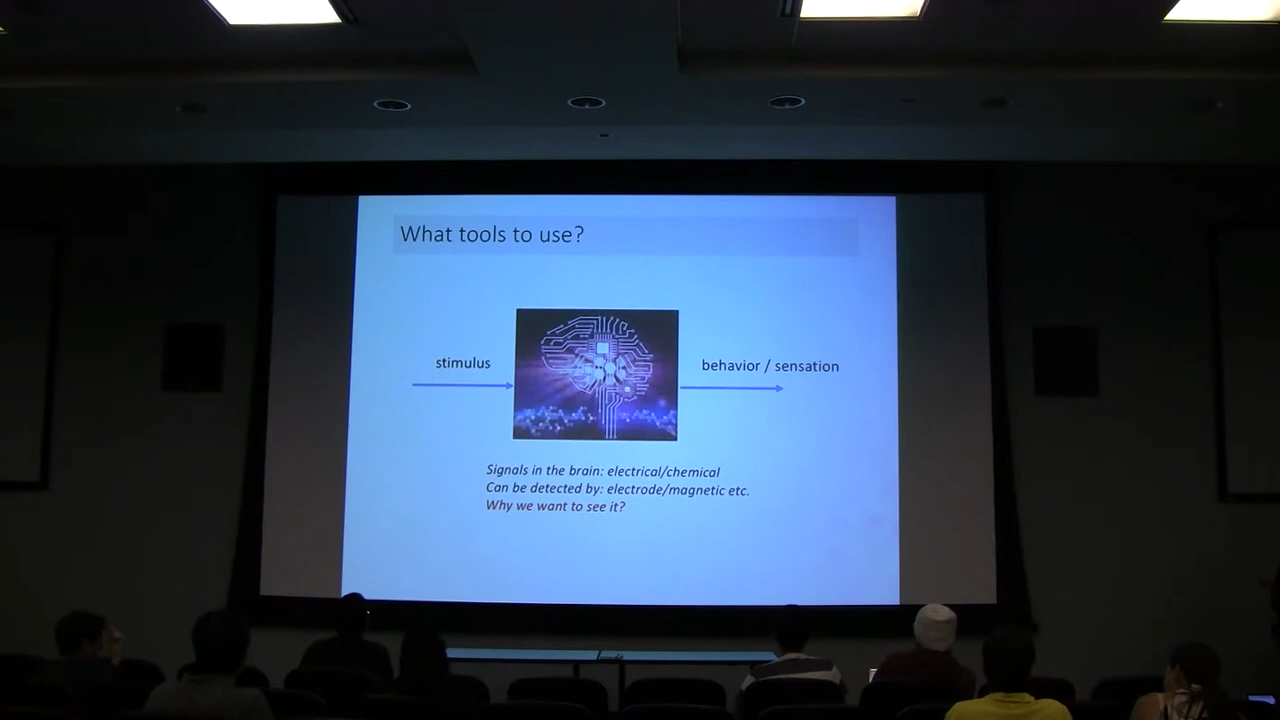 What tools to use?
stimulus
behavior / sensation
Signals in the brain: electrical/chemical
Can be detected by: electrode/magnetic etc.
Why we want to see it?